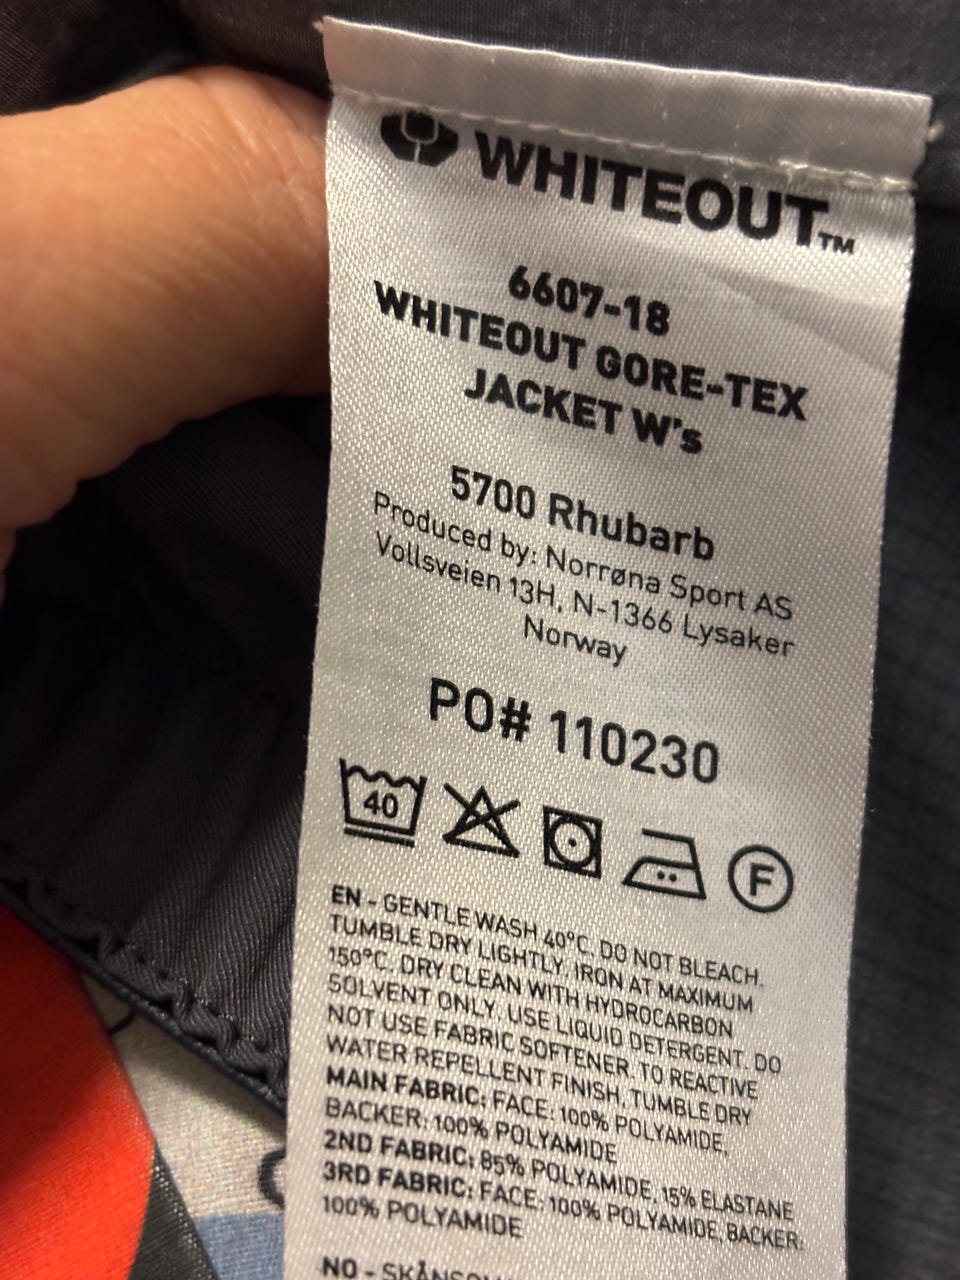 WHITEOUT™
6607-18
WHITEOUT GORE-TEX
JACKET W's
5700 Rhubarb
Produced by: Norrøna Sport AS
Vollsveien 13H, N-1366 Lysaker
Norway
PO# 110230
40
F
EN - GENTLE WASH 40°C. DO NOT BLEACH.
TUMBLE DRY LIGHTLY. IRON AT MAXIMUM
150°C. DRY CLEAN WITH HYDROCARBON
SOLVENT ONLY. USE LIQUID DETERGENT. DO
NOT USE FABRIC SOFTENER. TO REACTIVE
WATER REPELLENT FINISH, TUMBLE DRY
MAIN FABRIC: FACE: 100% POLYAMIDE,
BACKER: 100% POLYAMIDE
2ND FABRIC: 85% POLYAMIDE, 15% ELASTANE
3RD FABRIC: FACE: 100% POLYAMIDE, BACKER:
100% POLYAMIDE
NO -